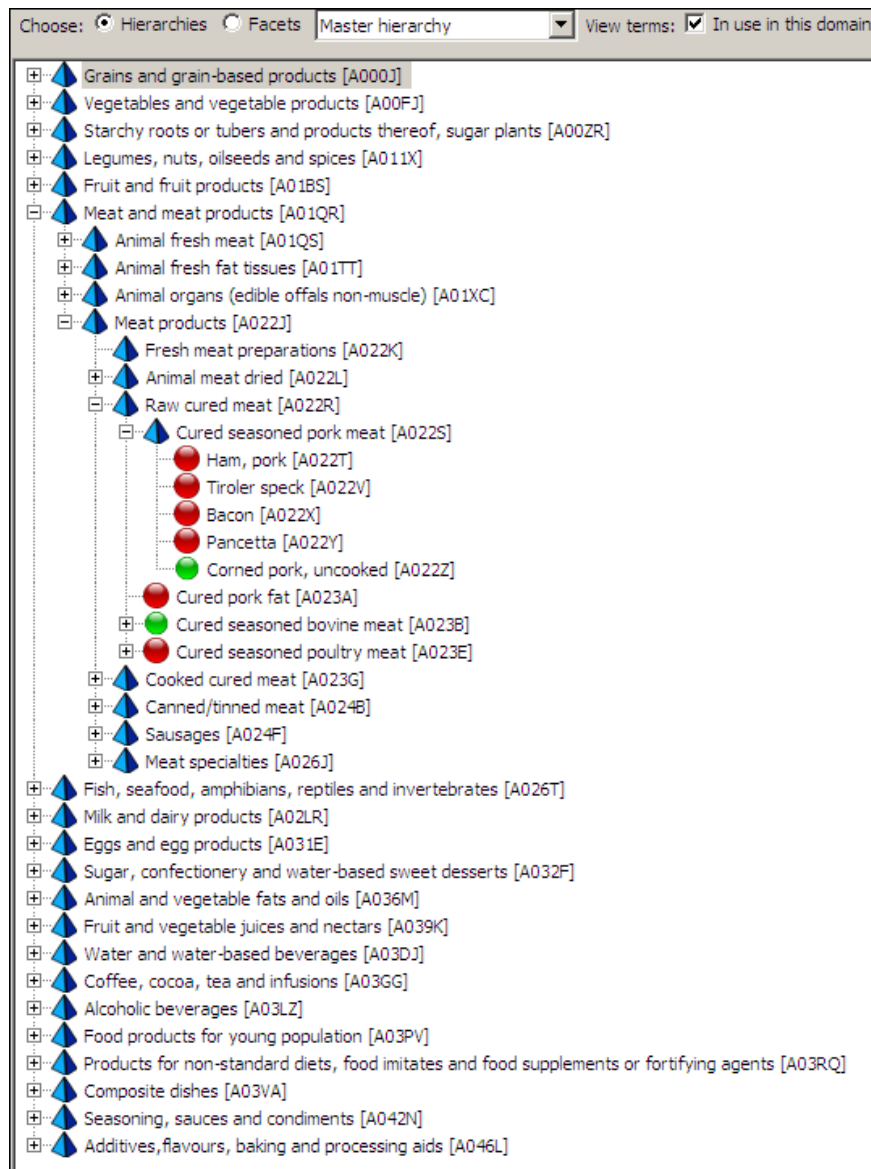 Choose: Hierarchies Facets Master hierarchy View terms: In use in this domain
Grains and grain-based products [A000J]
Vegetables and vegetable products [A00FJ]
Starchy roots or tubers and products thereof, sugar plants [A00ZR]
Legumes, nuts, oilseeds and spices [A011X]
Fruit and fruit products [A01BS]
Meat and meat products [A01QR]
Animal fresh meat [A01QS]
Animal fresh fat tissues [A01TT]
Animal organs (edible offals non-muscle) [A01XC]
Meat products [A022J]
Fresh meat preparations [A022K]
Animal meat dried [A022L]
Raw cured meat [A022R]
Cured seasoned pork meat [A022S]
Ham, pork [A022T]
Tiroler speck [A022V]
Bacon [A022X]
Pancetta [A022Y]
Corned pork, uncooked [A022Z]
Cured pork fat [A023A]
Cured seasoned bovine meat [A023B]
Cured seasoned poultry meat [A023E]
Cooked cured meat [A023G]
Canned/tinned meat [A024B]
Sausages [A024F]
Meat specialties [A026J]
Fish, seafood, amphibians, reptiles and invertebrates [A026T]
Milk and dairy products [A02LR]
Eggs and egg products [A031E]
Sugar, confectionery and water-based sweet desserts [A032F]
Animal and vegetable fats and oils [A036M]
Fruit and vegetable juices and nectars [A039K]
Water and water-based beverages [A03DJ]
Coffee, cocoa, tea and infusions [A03GG]
Alcoholic beverages [A03LZ]
Food products for young population [A03PV]
Products for non-standard diets, food imitates and food supplements or fortifying agents [A03RQ]
Composite dishes [A03VA]
Seasoning, sauces and condiments [A042N]
Additives,flavours, baking and processing aids [A046L]